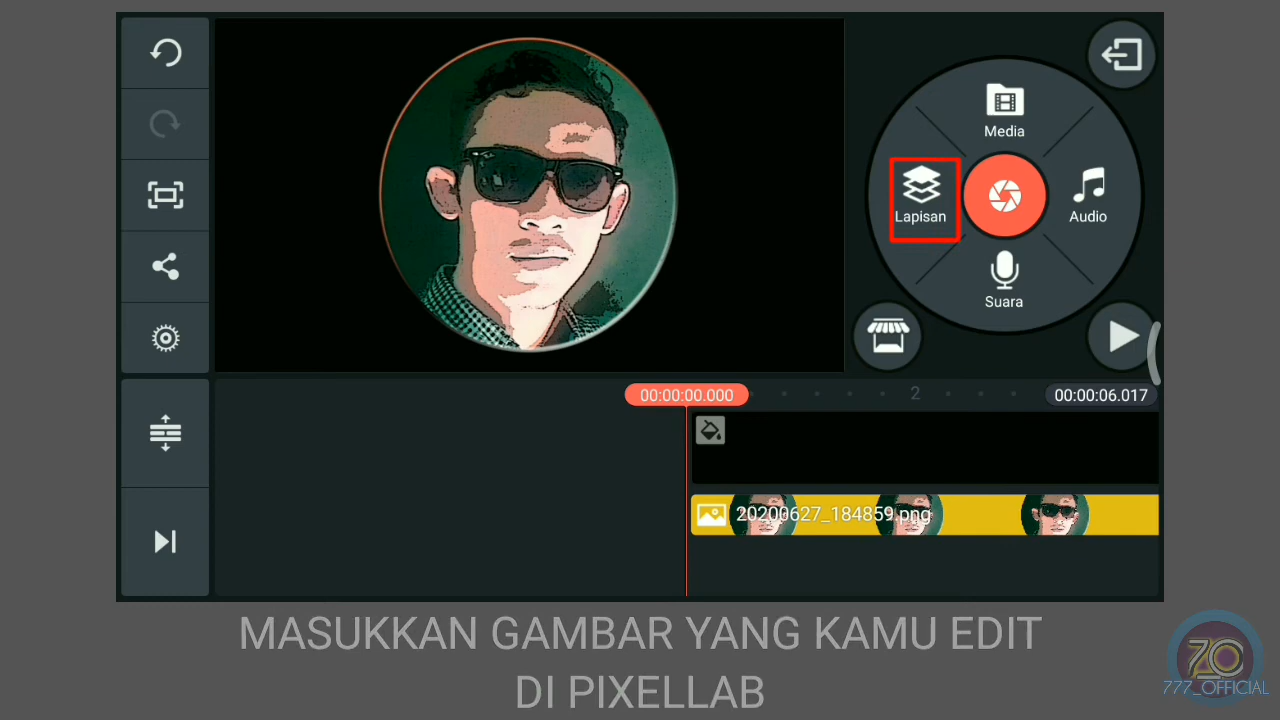 Media
Lapisan
Audio
Suara
00:00:00.000
2
00:00:06.017
20200627_184859.png
MASUKKAN GAMBAR YANG KAMU EDIT
DI PIXELLAB
777_OFFICIAL